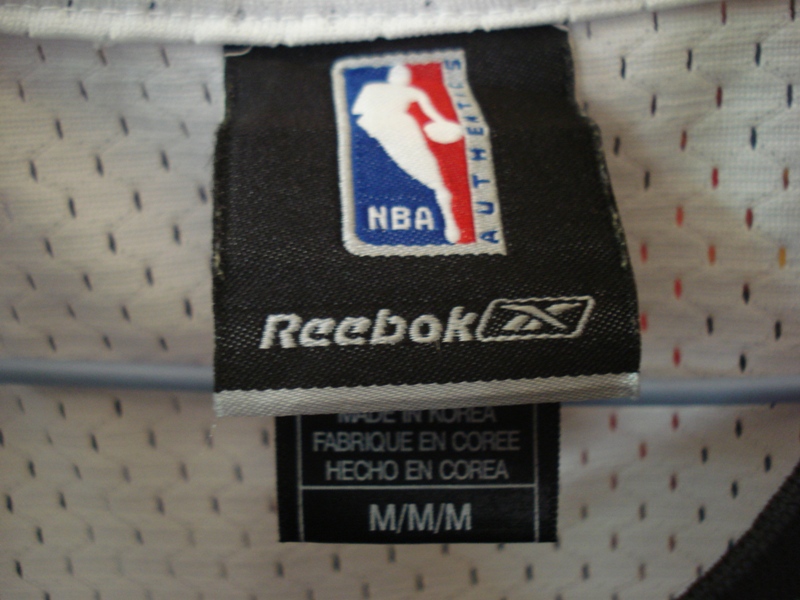 NBA
AUTHENTICS
Reebok
MADE IN KOREA
FABRIQUE EN COREE
HECHO EN COREA
M/M/M